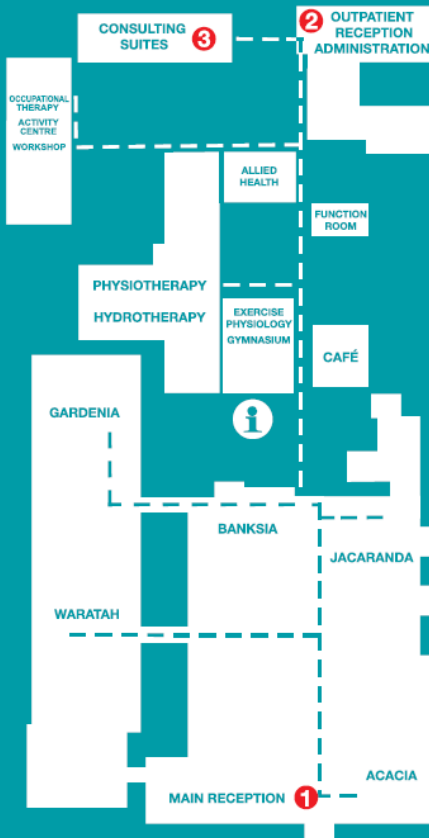 CONSULTING
SUITES 3
2 OUTPATIENT
RECEPTION
ADMINISTRATION
OCCUPATIONAL
THERAPY
ACTIVITY
CENTRE
WORKSHOP
ALLIED
HEALTH
FUNCTION
ROOM
PHYSIOTHERAPY
HYDROTHERAPY
EXERCISE
PHYSIOLOGY
GYMNASIUM
CAFÉ
i
GARDENIA
BANKSIA
JACARANDA
WARATAH
ACACIA
MAIN RECEPTION 1